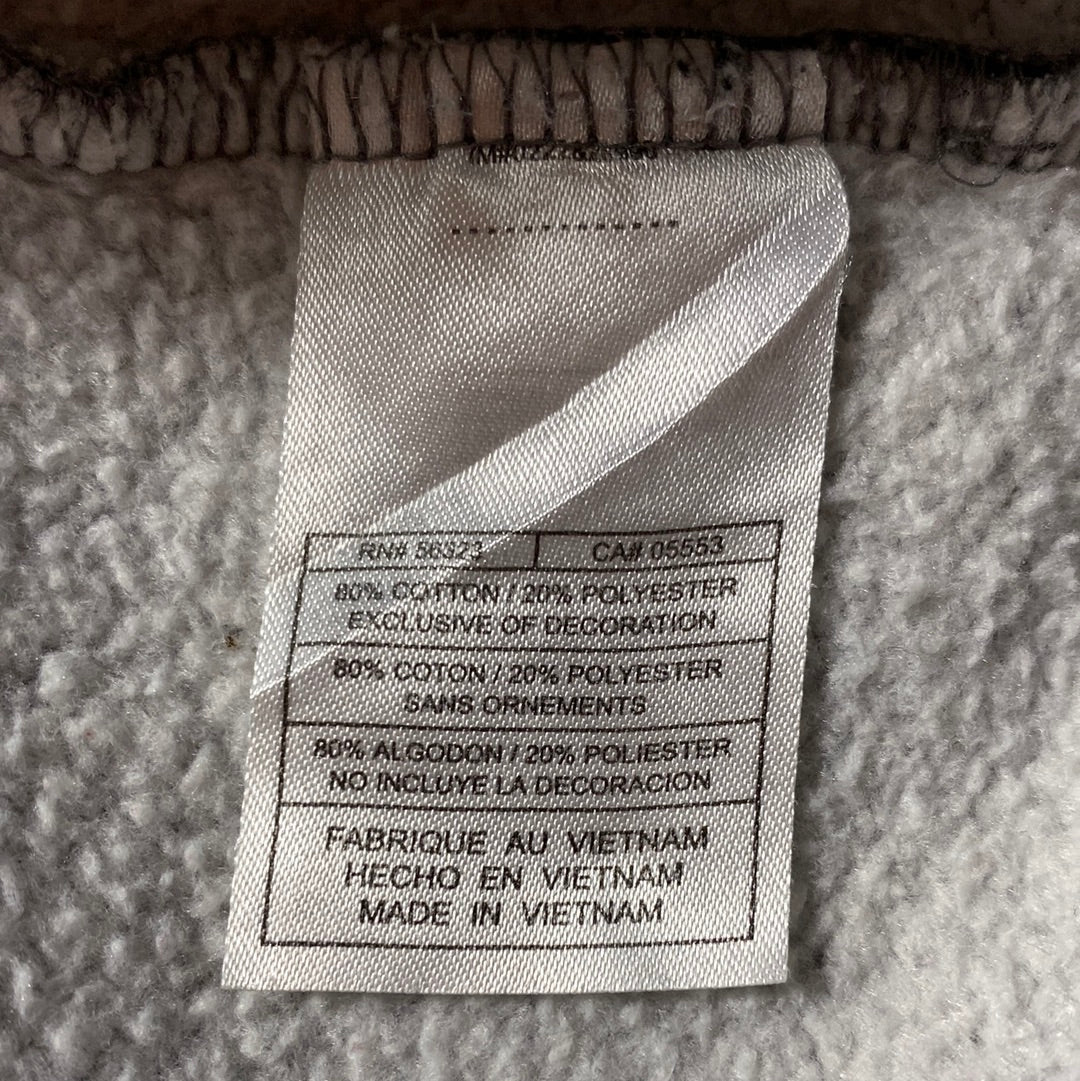 RN# 56323 CA# 05553
80% COTTON / 20% POLYESTER
EXCLUSIVE OF DECORATION
80% COTON / 20% POLYESTER
SANS ORNEMENTS
80% ALGODON / 20% POLIESTER
NO INCLUYE LA DECORACION
FABRIQUE AU VIETNAM
HECHO EN VIETNAM
MADE IN VIETNAM